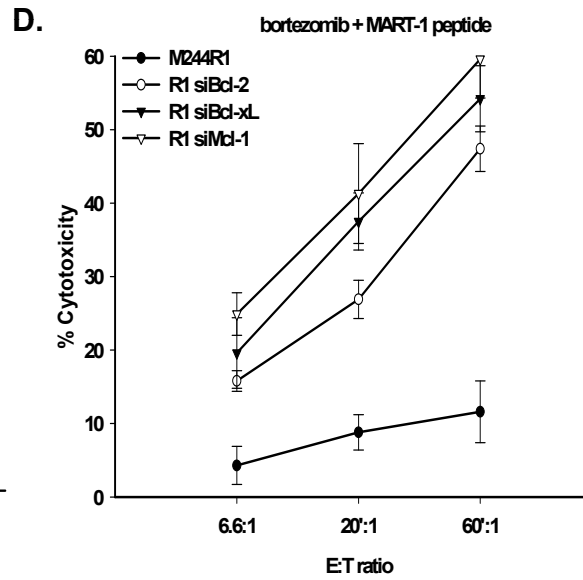 D.
bortezomib + MART-1 peptide
M244R1
R1 siBcl-2
R1 siBcl-xL
R1 siMcl-1
% Cytotoxicity
60
50
40
30
20
10
0
6.6:1
20':1
60':1
E:T ratio